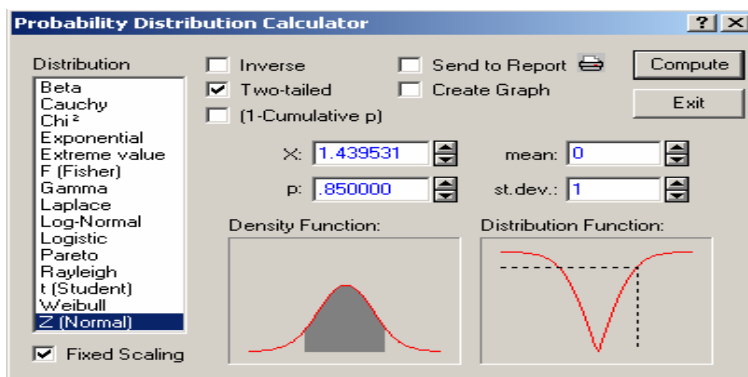 Probability Distribution Calculator
Distribution
Beta
Cauchy
Chi ²
Exponential
Extreme value
F (Fisher)
Gamma
Laplace
Log-Normal
Logistic
Pareto
Rayleigh
t (Student)
Weibull
Z (Normal)
Fixed Scaling
Inverse
Two-tailed
(1-Cumulative p)
Send to Report
Create Graph
Compute
Exit
X: 1.439531
mean: 0
p: .850000
st.dev.: 1
Density Function:
Distribution Function: